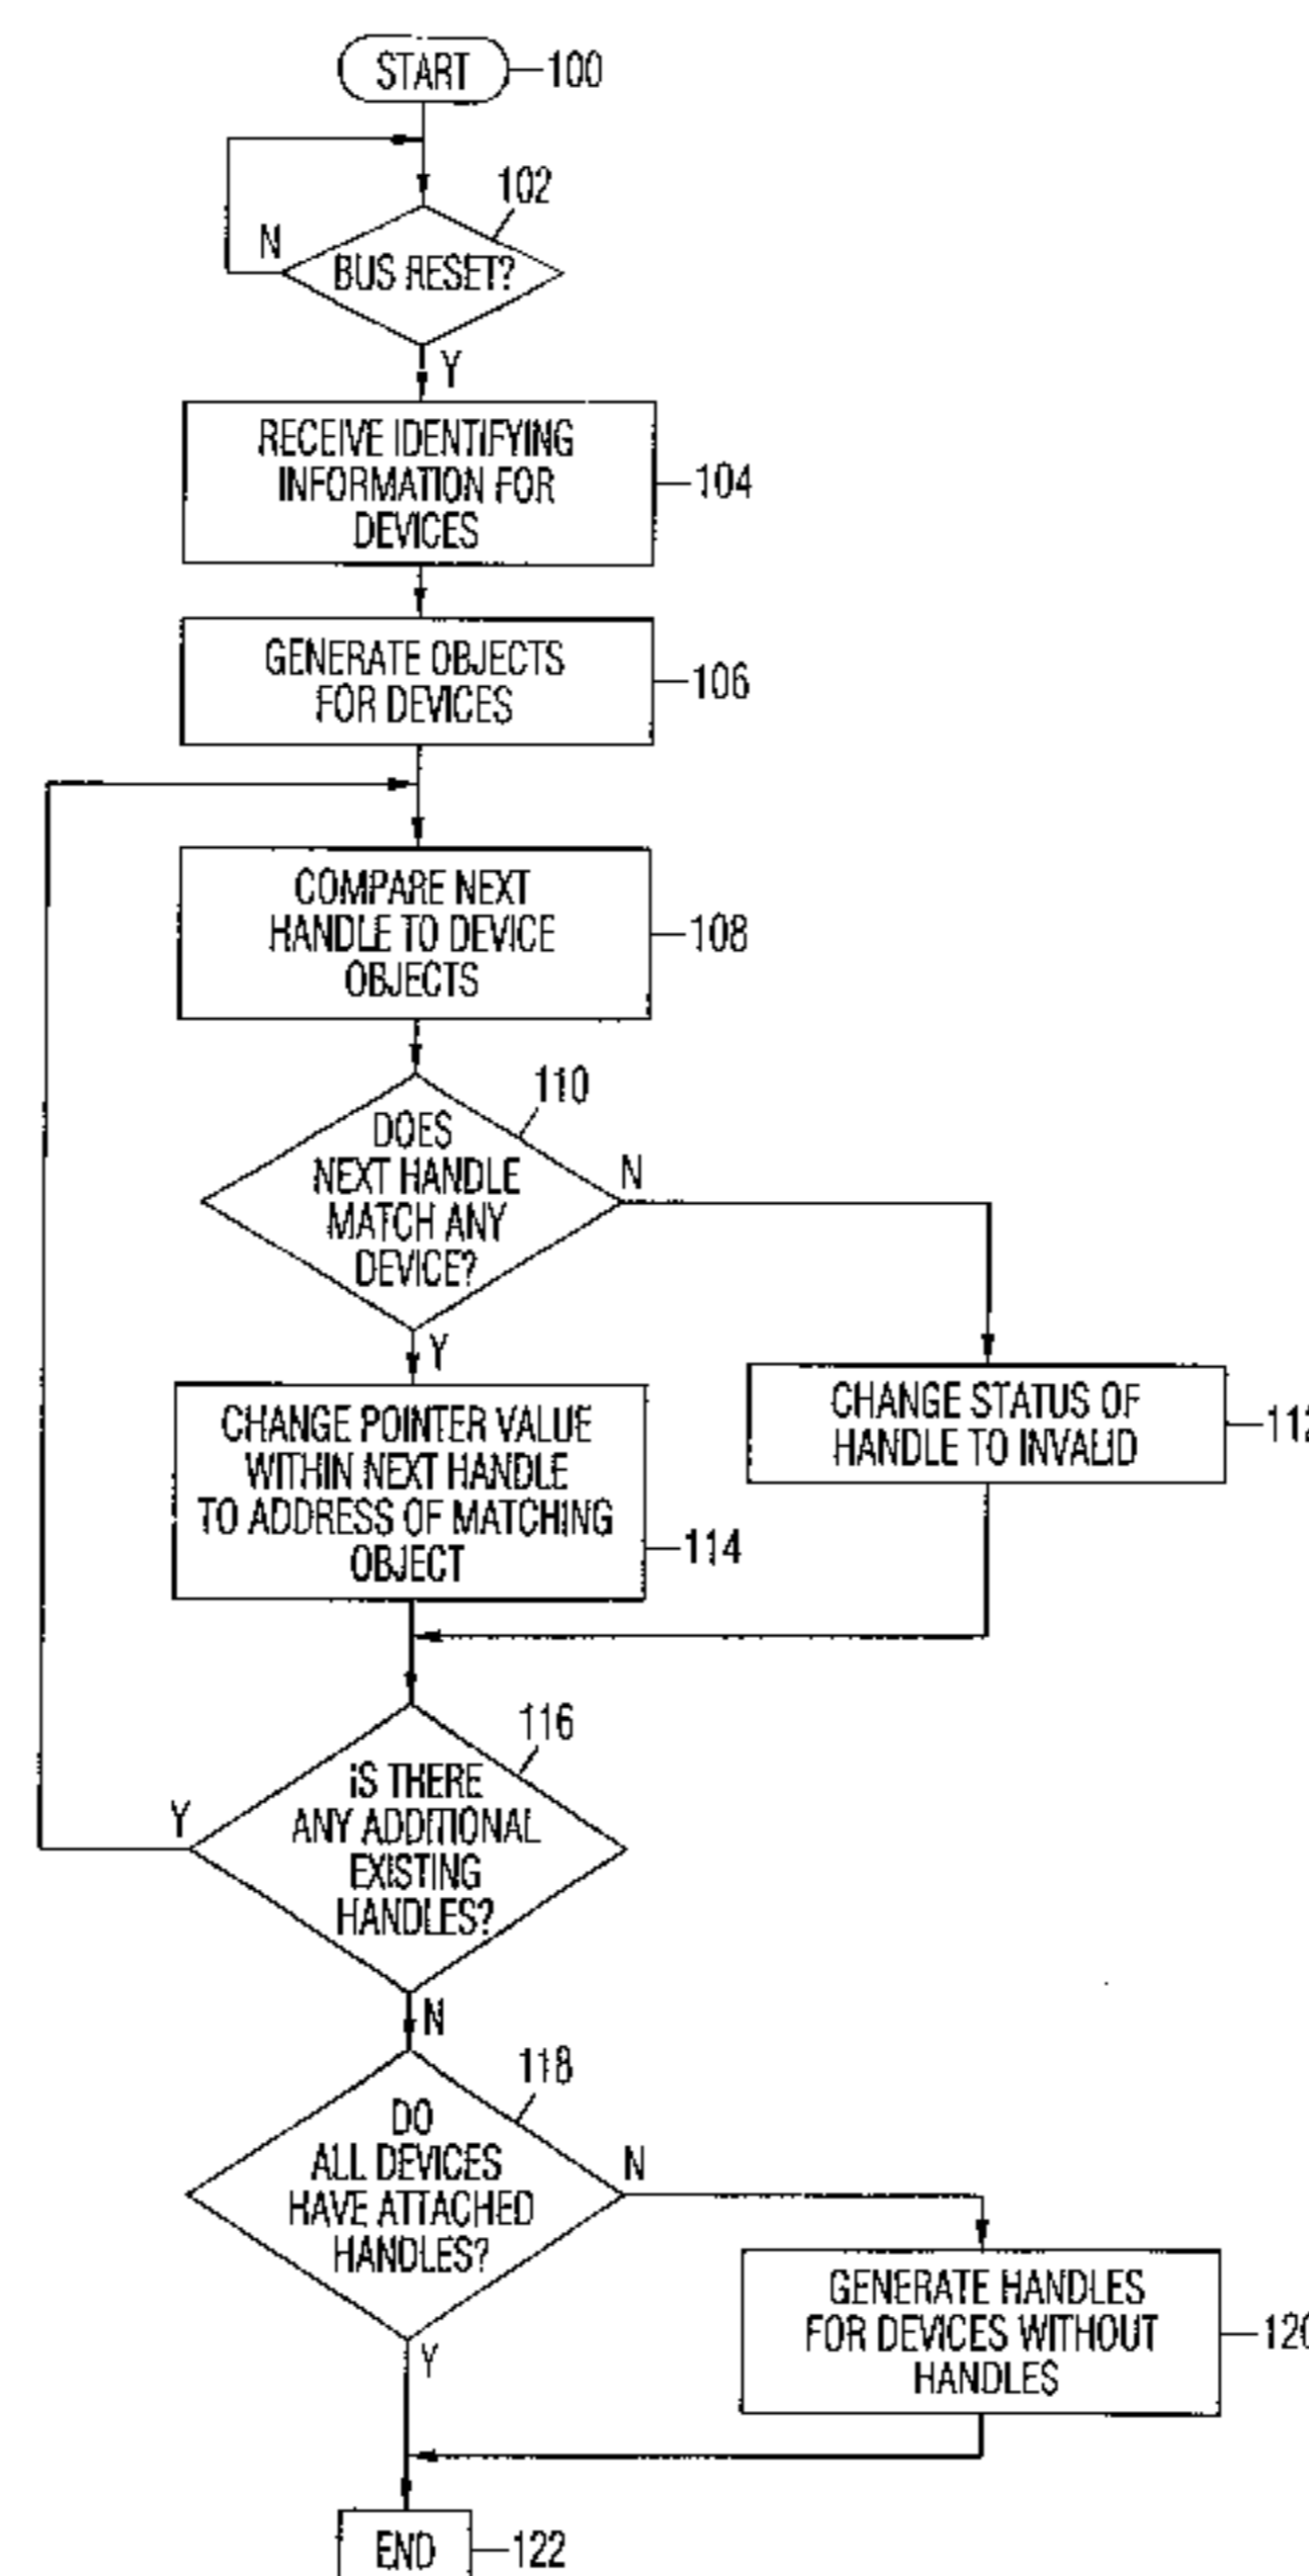 START
100
102
N
BUS RESET?
Y
RECEIVE IDENTIFYING
INFORMATION FOR
DEVICES
104
GENERATE OBJECTS
FOR DEVICES
106
COMPARE NEXT
HANDLE TO DEVICE
OBJECTS
108
110
DOES
NEXT HANDLE
MATCH ANY
DEVICE?
N
Y
CHANGE STATUS OF
HANDLE TO INVALID
112
CHANGE POINTER VALUE
WITHIN NEXT HANDLE
TO ADDRESS OF MATCHING
OBJECT
114
116
IS THERE
ANY ADDITIONAL
EXISTING
HANDLES?
Y
N
118
DO
ALL DEVICES
HAVE ATTACHED
HANDLES?
N
Y
GENERATE HANDLES
FOR DEVICES WITHOUT
HANDLES
120
END
122